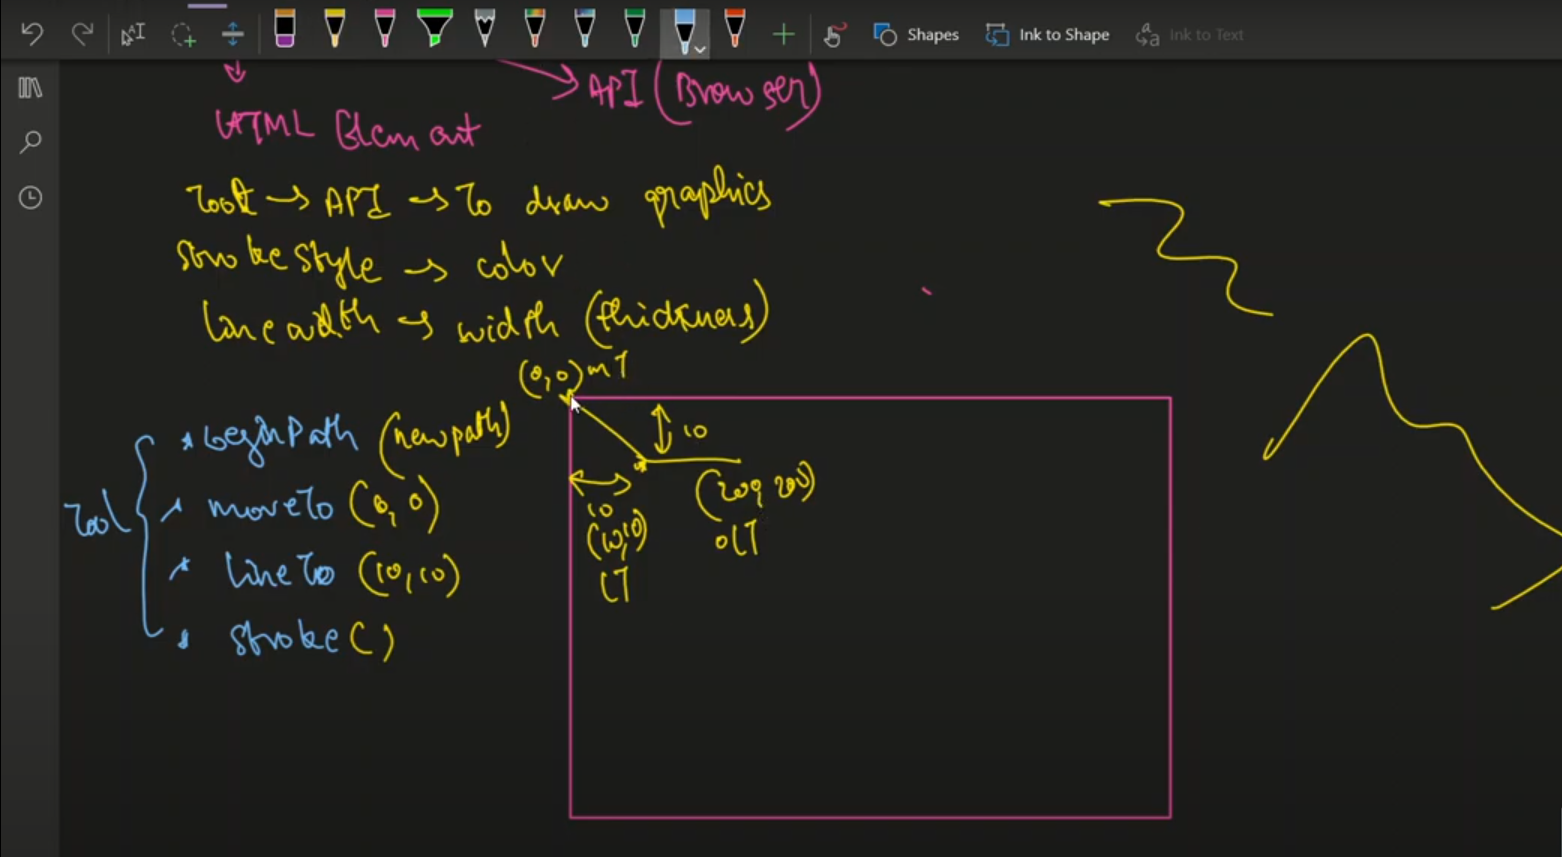 Shapes
Ink to Shape
Ink to Text
API (Browser)
HTML Element
Tool → API → To draw graphics
StrokeStyle → color
Linewidth → width (thickness)
(0,0) mT
* beginPath (new path)
10
Tool
* moveTo (0, 0)
10
(10,10)
LT
(200, 200)
olT
* LineTo (10,10)
* stroke ( )